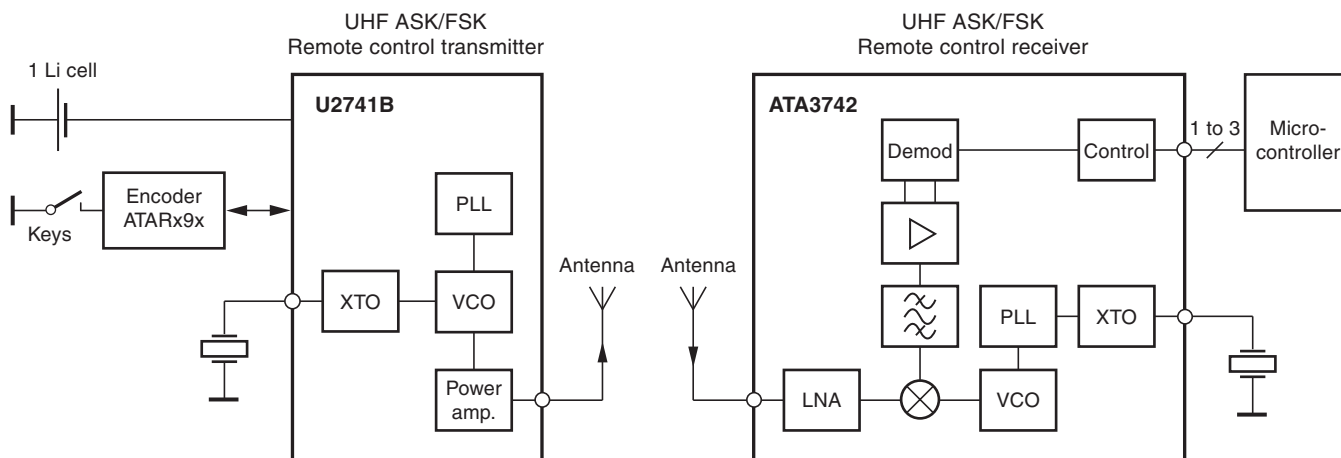 UHF ASK/FSK
Remote control transmitter
UHF ASK/FSK
Remote control receiver
1 Li cell
U2741B
ATA3742
Demod
Control
1 to 3
Micro-
controller
Encoder
ATARx9x
Keys
PLL
Antenna
Antenna
XTO
VCO
PLL
XTO
Power
amp.
LNA
VCO